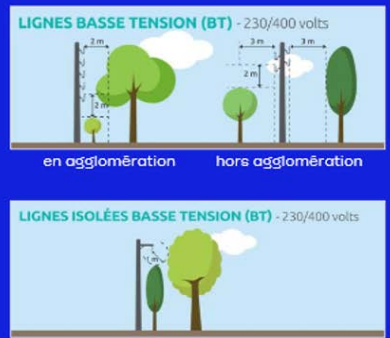 LIGNES BASSE TENSION (BT) - 230/400 volts
2 m
3 m
3 m
2 m
2 m
en agglomération
hors agglomération
LIGNES ISOLÉES BASSE TENSION (BT) - 230/400 volts